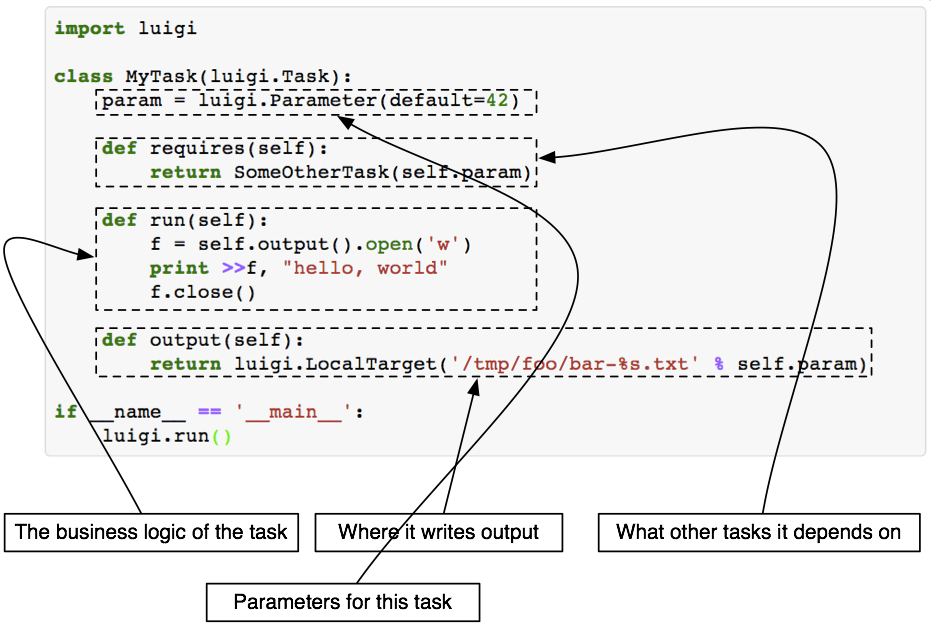 import luigi
class MyTask(luigi.Task):
param = luigi.Parameter(default=42)
def requires(self):
return SomeOtherTask(self.param)
def run(self):
f = self.output().open('w')
print >>f, "hello, world"
f.close()
def output(self):
return luigi.LocalTarget('/tmp/foo/bar-%s.txt' % self.param)
if __name__ == '__main__':
luigi.run()
The business logic of the task
Where it writes output
What other tasks it depends on
Parameters for this task